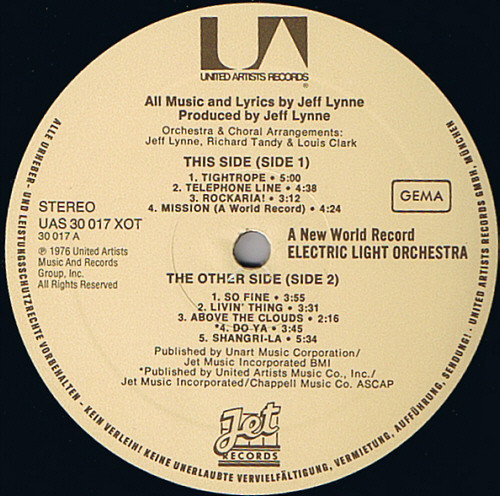 UA
UNITED ARTISTS RECORDS
®
All Music and Lyrics by Jeff Lynne
Produced by Jeff Lynne
Orchestra & Choral Arrangements:
Jeff Lynne, Richard Tandy & Louis Clark
THIS SIDE (SIDE 1)
1. TIGHTROPE • 5:00
2. TELEPHONE LINE • 4:38
3. ROCKARIA! • 3:12
4. MISSION (A World Record) • 4:24
STEREO
UAS 30 017 XOT
30 017 A
℗ 1976 United Artists
Music And Records
Group, Inc.
All Rights Reserved
GEMA
A New World Record
ELECTRIC LIGHT ORCHESTRA
THE OTHER SIDE (SIDE 2)
1. SO FINE • 3:55
2. LIVIN' THING • 3:31
3. ABOVE THE CLOUDS • 2:16
*4. DO YA • 3:45
5. SHANGRI-LA • 5:34
Published by Unart Music Corporation/
Jet Music Incorporated BMI
*Published by United Artists Music Co., Inc./
Jet Music Incorporated/Chappell Music Co. ASCAP
Jet
RECORDS
ALLE URHEBER- UND LEISTUNGSSCHUTZRECHTE VORBEHALTEN - KEIN VERLEIH! KEINE UNERLAUBTE VERVIELFÄLTIGUNG, VERMIETUNG, AUFFÜHRUNG, SENDUNG! · UNITED ARTISTS RECORDS GMBH, MÜNCHEN